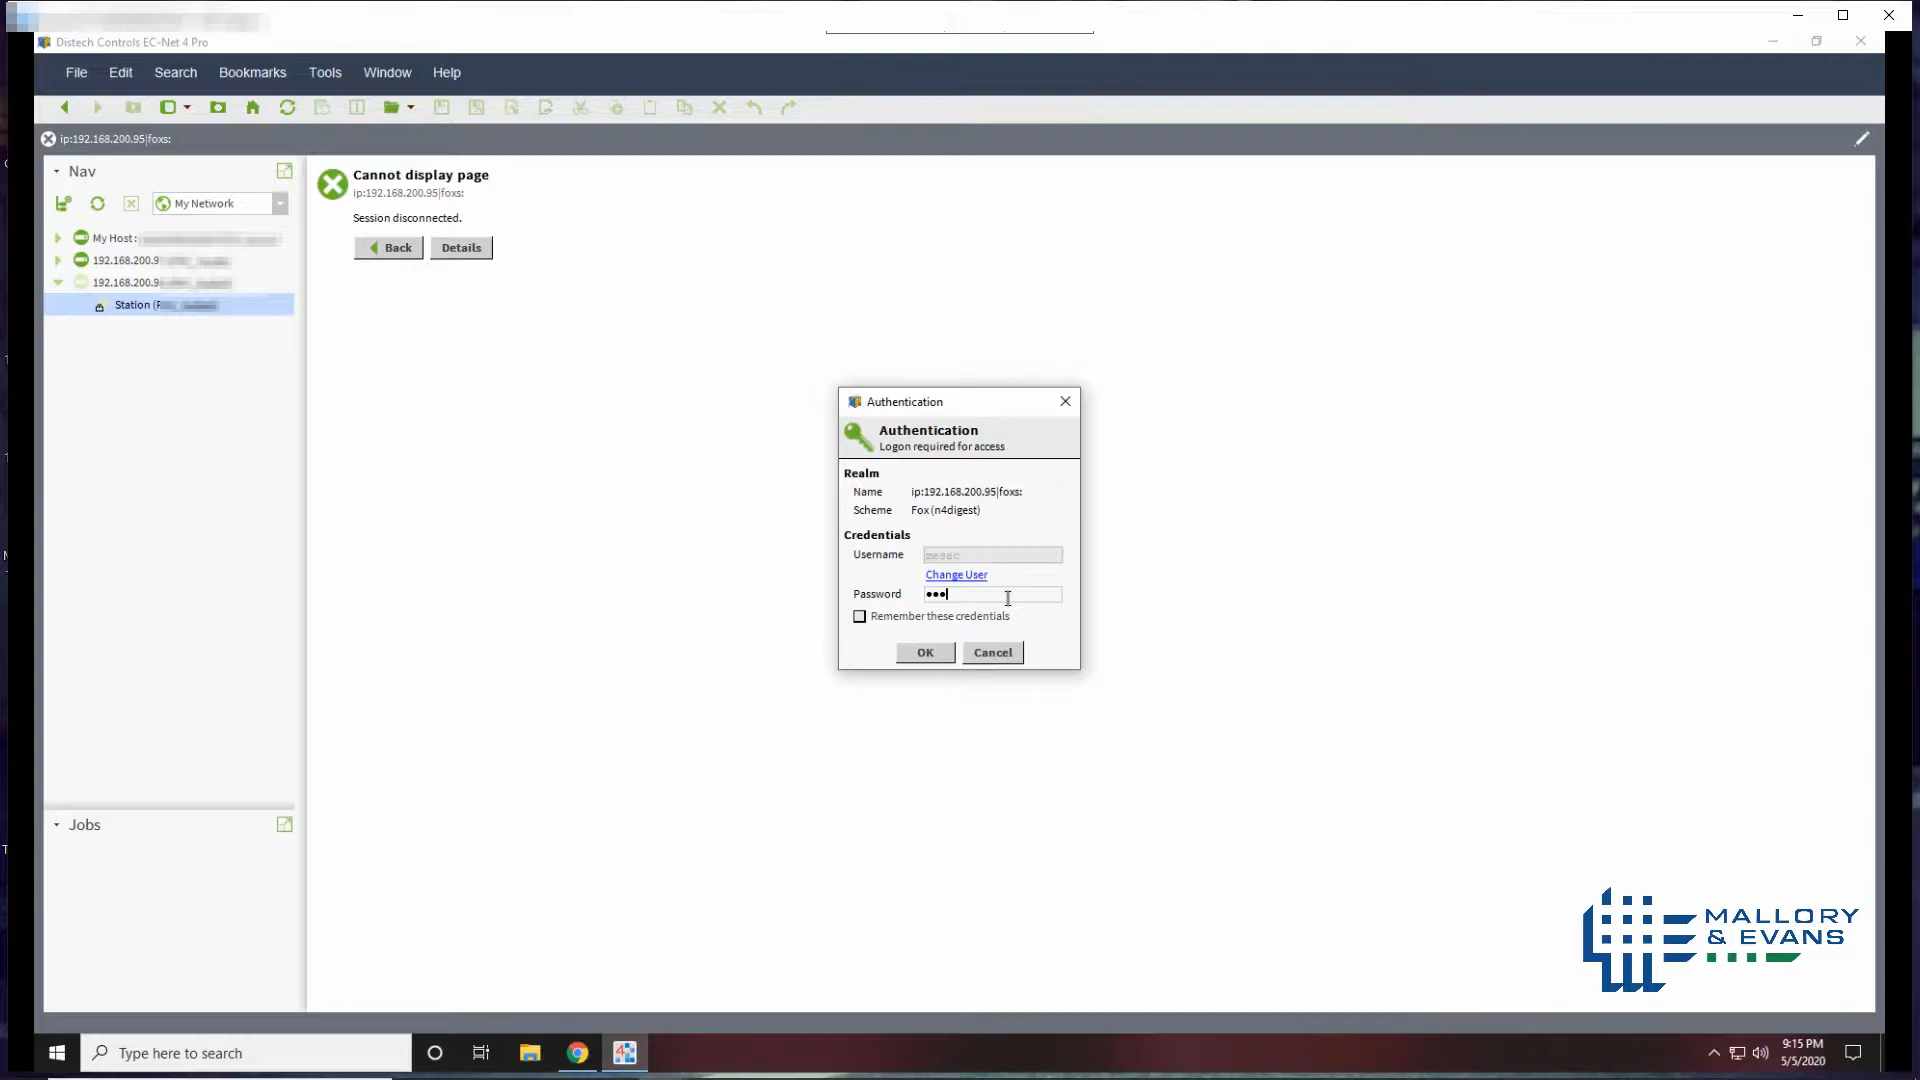 Distech Controls EC-Net 4 Pro
File Edit Search Bookmarks Tools Window Help
ip:192.168.200.95|foxs:
Nav
My Network
My Host :
192.168.200.9
192.168.200.9
Station (
Cannot display page
ip:192.168.200.95|foxs:
Session disconnected.
Back Details
Authentication
Authentication
Logon required for access
Realm
Name ip:192.168.200.95|foxs:
Scheme Fox (n4digest)
Credentials
Username mesac
Change User
Password
Remember these credentials
OK Cancel
Jobs
MALLORY
& EVANS
Type here to search
9:15 PM
5/5/2020